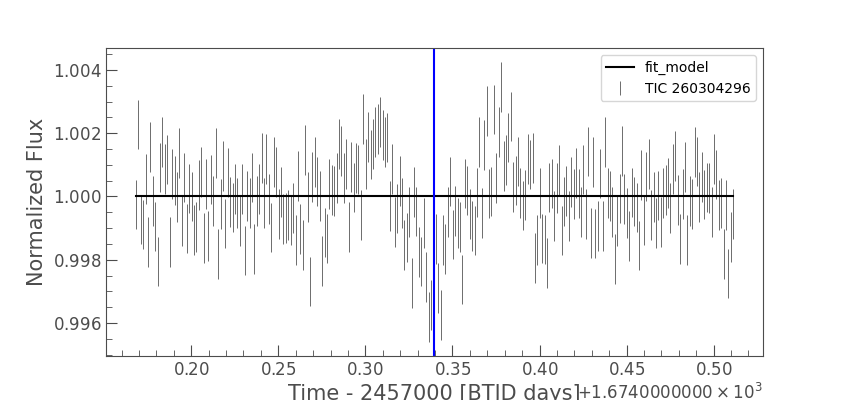 1.004
1.002
1.000
0.998
0.996
Normalized Flux
fit_model
TIC 260304296
0.20 0.25 0.30 0.35 0.40 0.45 0.50
Time - 2457000 [BTJD days]
+1.6740000000 × 10³